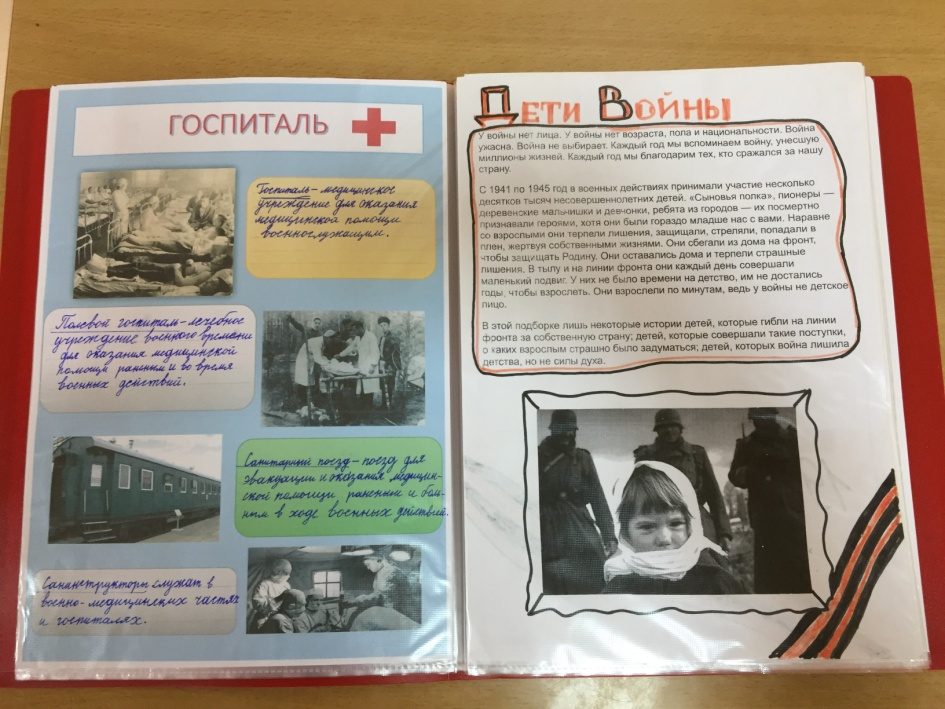 ГОСПИТАЛЬ
Госпиталь-медицинское
учреждение для оказания
медицинской помощи
военнослужащим.
Полевой госпиталь-лечебное
учреждение военного времени
для оказания медицинской
помощи раненым и во время
военных действий.
Санитарный поезд-поезд для
эвакуации и оказания медицин-
ской помощи, раненым и боль-
ным в ходе военных действий.
Санинструкторы служат в
военно-медицинских частях
и госпиталях.
Дети Войны
У войны нет лица. У войны нет возраста, пола и национальности. Война
ужасна. Война не выбирает. Каждый год мы вспоминаем войну, унесшую
миллионы жизней. Каждый год мы благодарим тех, кто сражался за нашу
страну.
С 1941 по 1945 год в военных действиях принимали участие несколько
десятков тысяч несовершеннолетних детей. «Сыновья полка», пионеры —
деревенские мальчишки и девчонки, ребята из городов — их посмертно
признавали героями, хотя они были гораздо младше нас с вами. Наравне
со взрослыми они терпели лишения, защищали, стреляли, попадали в
плен, жертвуя собственными жизнями. Они сбегали из дома на фронт,
чтобы защищать Родину. Они оставались дома и терпели страшные
лишения. В тылу и на линии фронта они каждый день совершали
маленький подвиг. У них не было времени на детство, им не достались
годы, чтобы взрослеть. Они взрослели по минутам, ведь у войны не детское
лицо.
В этой подборке лишь некоторые истории детей, которые гибли на линии
фронта за собственную страну; детей, которые совершали такие поступки,
о каких взрослым страшно было задуматься; детей, которых война лишила
детства, но не силы духа.